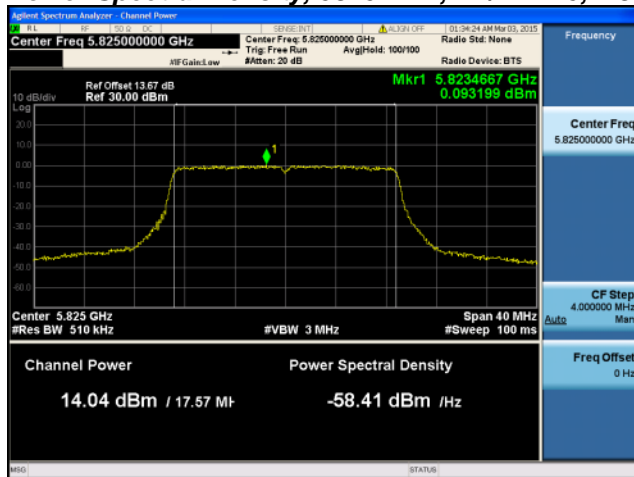 Agilent Spectrum Analyzer - Channel Power
RL RF 50 Ω DC SENSE:INT ALIGN OFF 01:34:24 AM Mar 03, 2015
Center Freq 5.825000000 GHz
Center Freq: 5.825000000 GHz Radio Std: None
Trig: Free Run Avg|Hold: 100/100
#IFGain:Low #Atten: 20 dB Radio Device: BTS
Frequency
Mkr1 5.8234667 GHz
0.093199 dBm
Ref Offset 13.67 dB
10 dB/div Ref 30.00 dBm
Log
20.0
10.0
0.00
-10.0
-20.0
-30.0
-40.0
-50.0
-60.0
1
Center Freq
5.825000000 GHz
Center 5.825 GHz Span 40 MHz
#Res BW 510 kHz #VBW 3 MHz #Sweep 100 ms
CF Step
4.000000 MHz
Auto Man
Channel Power Power Spectral Density
14.04 dBm / 17.57 MH -58.41 dBm /Hz
Freq Offset
0 Hz
MSG STATUS